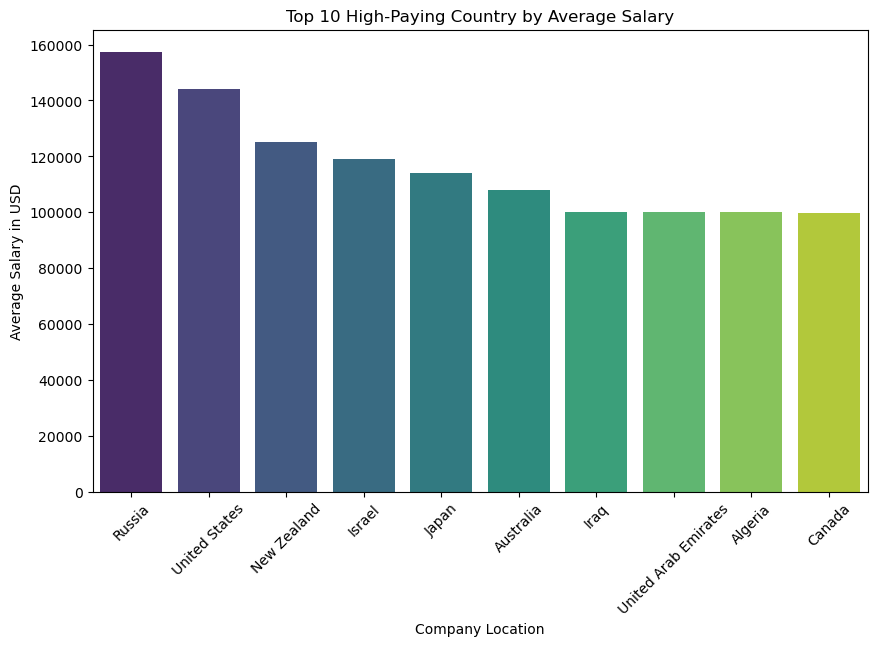 Top 10 High-Paying Country by Average Salary
Average Salary in USD
160000
140000
120000
100000
80000
60000
40000
20000
0
Russia
United States
New Zealand
Israel
Japan
Australia
Iraq
United Arab Emirates
Algeria
Canada
Company Location